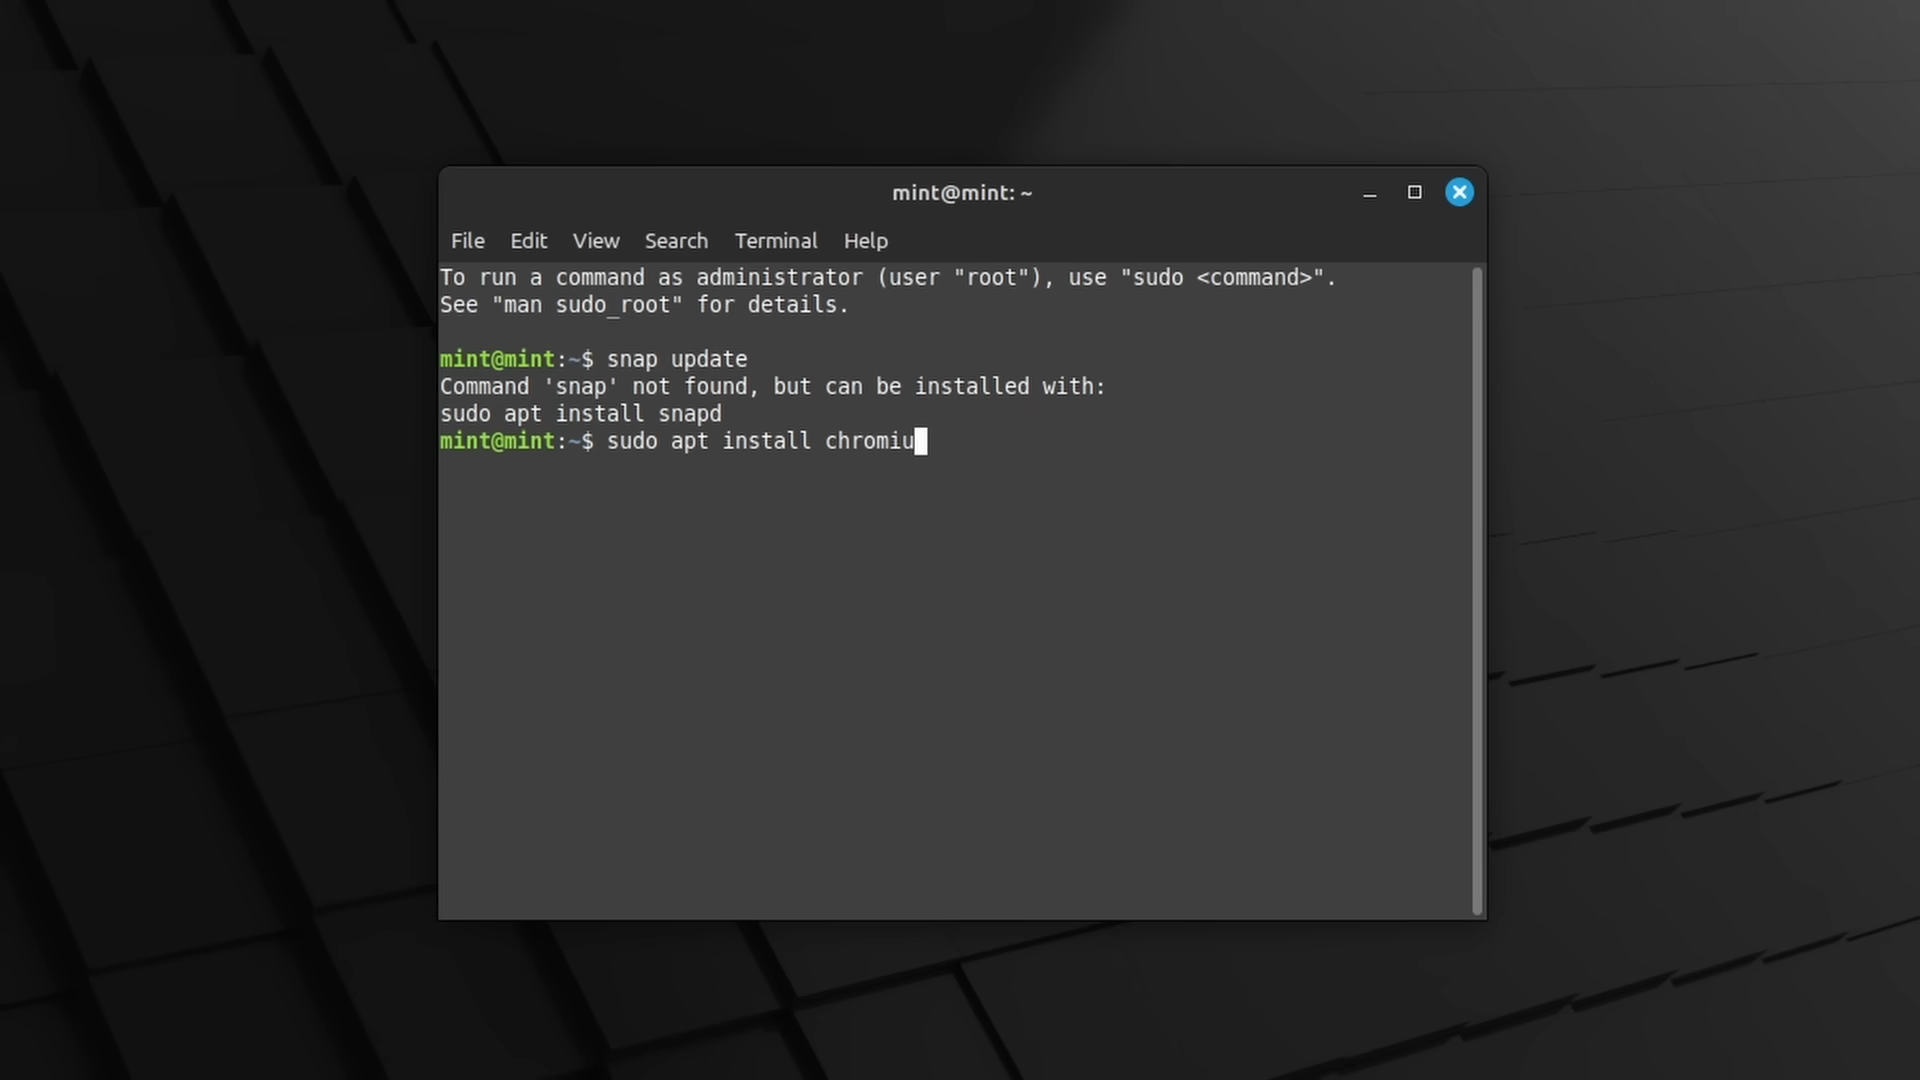 mint@mint: ~
File Edit View Search Terminal Help
To run a command as administrator (user "root"), use "sudo <command>".
See "man sudo_root" for details.
mint@mint:~$ snap update
Command 'snap' not found, but can be installed with:
sudo apt install snapd
mint@mint:~$ sudo apt install chromiu